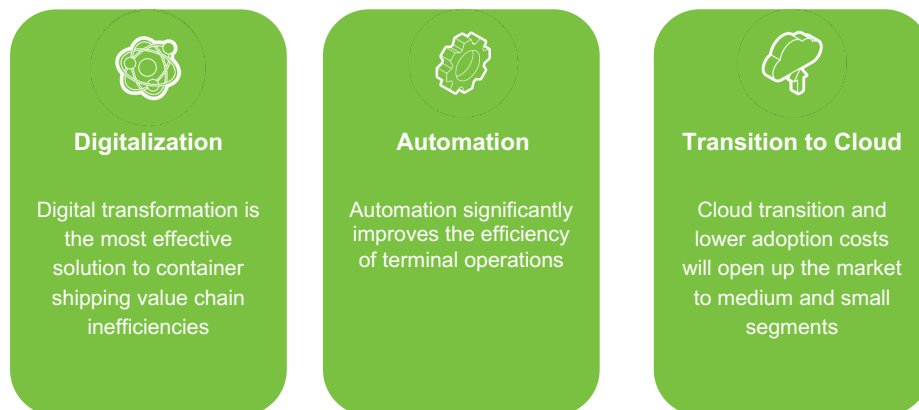 Digitalization
Digital transformation is
the most effective
solution to container
shipping value chain
inefficiencies
Automation
Automation significantly
improves the efficiency
of terminal operations
Transition to Cloud
Cloud transition and
lower adoption costs
will open up the market
to medium and small
segments